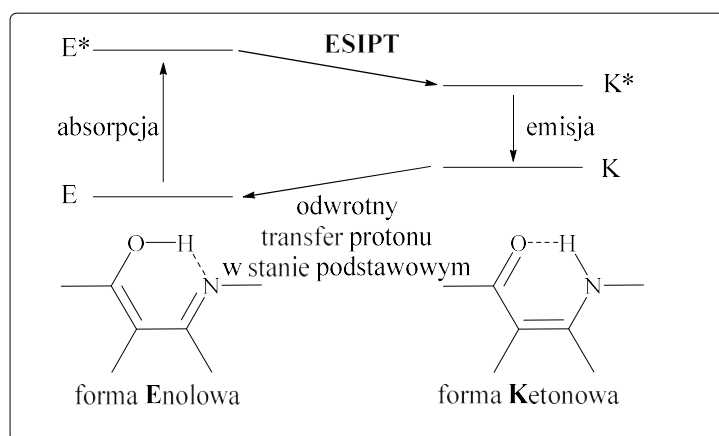 E*
ESIPT
K*
absorpcja
emisja
E
K
odwrotny
transfer protonu
w stanie podstawowym
O H
N
O H
N
forma Enolowa
forma Ketonowa